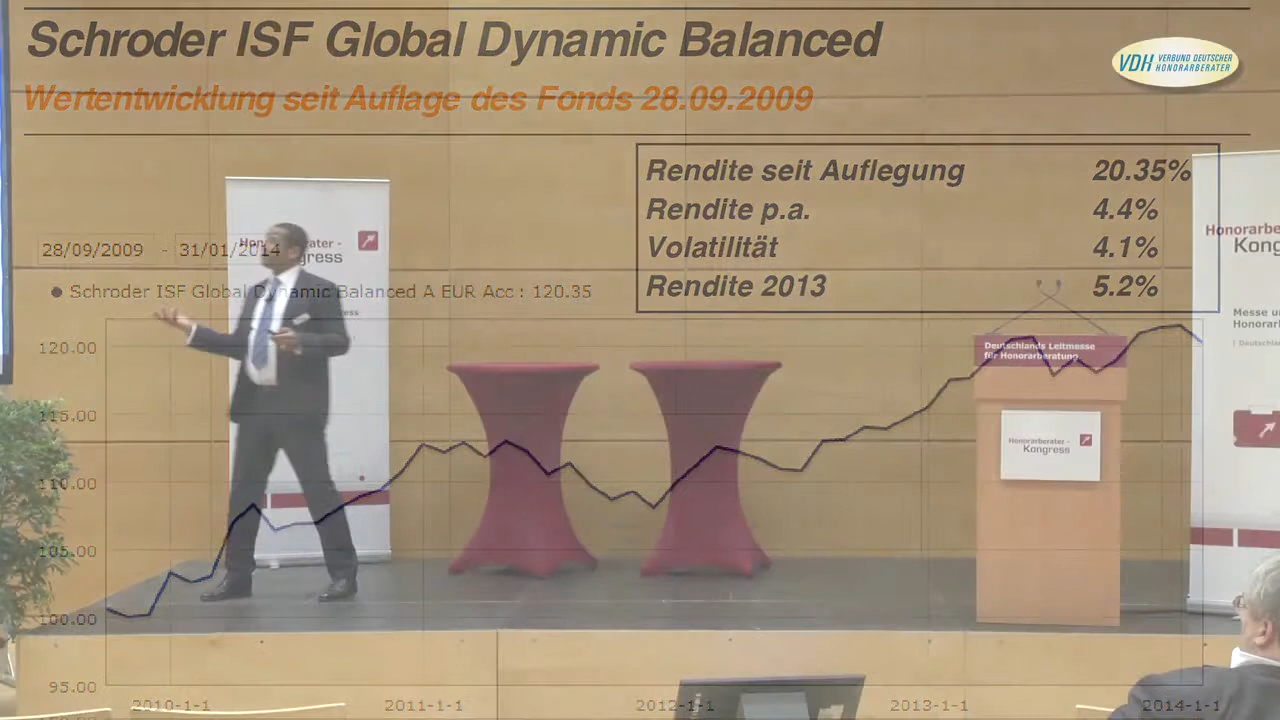 Schroder ISF Global Dynamic Balanced
VDH VERBUND DEUTSCHER
HONORARBERATER
Wertentwicklung seit Auflage des Fonds 28.09.2009
Rendite seit Auflegung 20.35%
Rendite p.a. 4.4%
Volatilität 4.1%
Rendite 2013 5.2%
28/09/2009 - 31/01/2014
Schroder ISF Global Dynamic Balanced A EUR Acc : 120.35
120.00
115.00
110.00
105.00
100.00
95.00
2010-1-1 2011-1-1 2012-1-1 2013-1-1 2014-1-1
Deutschlands Leitmesse
für Honorarberatung
Honorarberater -
Kongress
Honorarbe
Kong
Messe u
Honorar